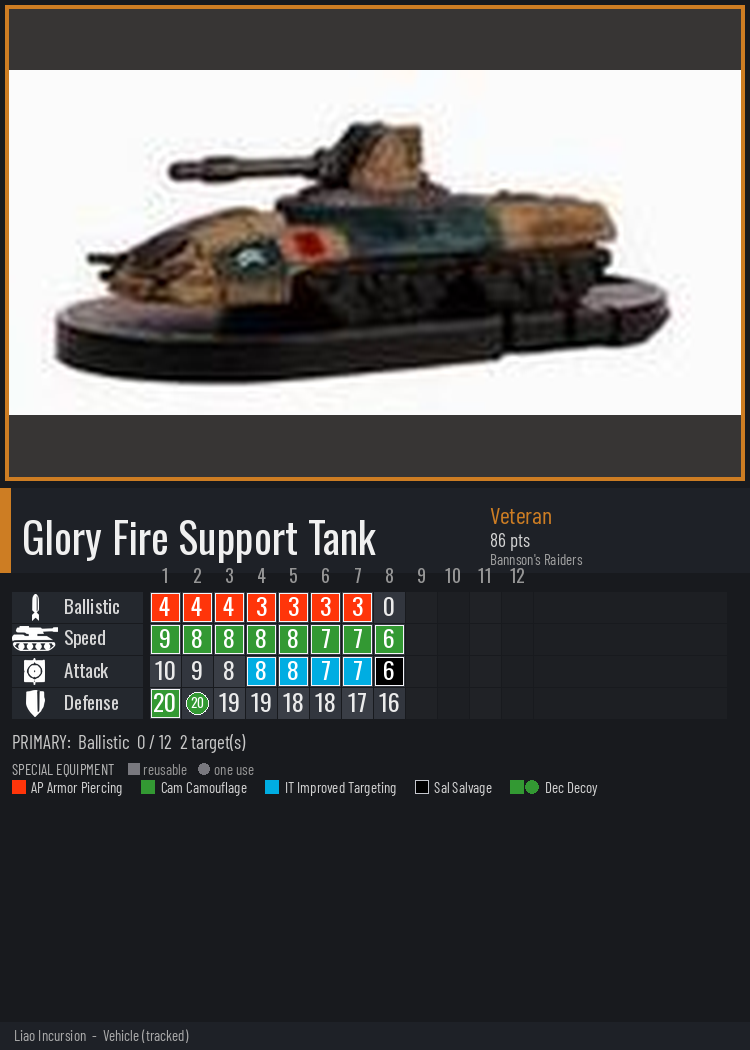 Glory Fire Support Tank
Veteran
86 pts
Bannson's Raiders
1 2 3 4 5 6 7 8 9 10 11 12
Ballistic 4 4 4 3 3 3 3 0
Speed 9 8 8 8 8 7 7 6
Attack 10 9 8 8 8 7 7 6
Defense 20 20 19 19 18 18 17 16
PRIMARY: Ballistic 0 / 12 2 target(s)
SPECIAL EQUIPMENT reusable one use
AP Armor Piercing Cam Camouflage IT Improved Targeting Sal Salvage Dec Decoy
Liao Incursion - Vehicle (tracked)